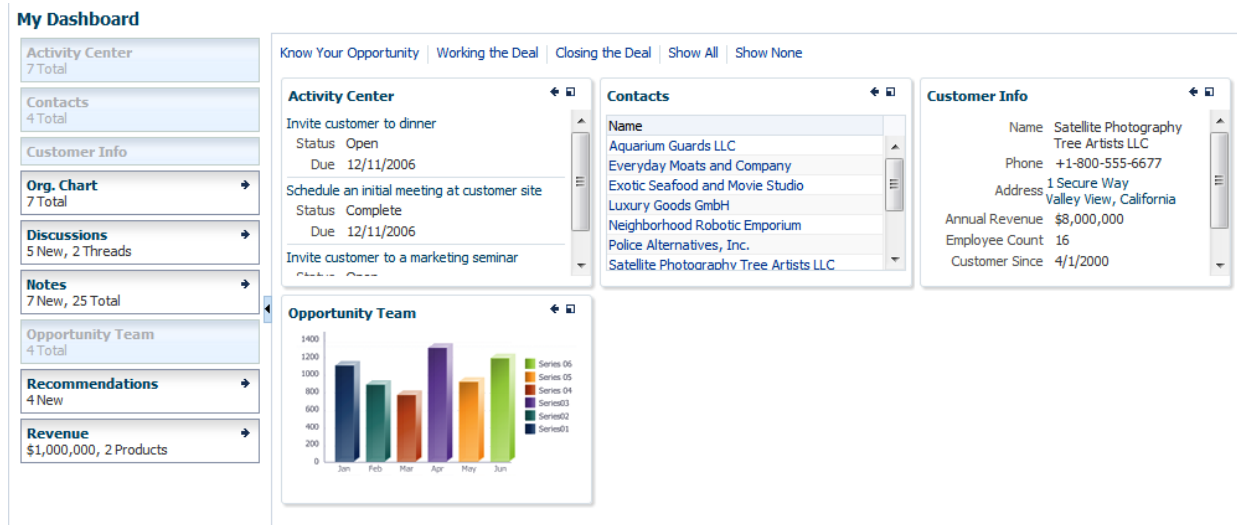 My Dashboard
Activity Center
7 Total
Contacts
4 Total
Customer Info
Org. Chart
7 Total
Discussions
5 New, 2 Threads
Notes
7 New, 25 Total
Opportunity Team
4 Total
Recommendations
4 New
Revenue
$1,000,000, 2 Products
Know Your Opportunity Working the Deal Closing the Deal Show All Show None
Activity Center
Invite customer to dinner
Status Open
Due 12/11/2006
Schedule an initial meeting at customer site
Status Complete
Due 12/11/2006
Invite customer to a marketing seminar
Status Open
Contacts
Name
Aquarium Guards LLC
Everyday Moats and Company
Exotic Seafood and Movie Studio
Luxury Goods GmbH
Neighborhood Robotic Emporium
Police Alternatives, Inc.
Satellite Photography Tree Artists LLC
Customer Info
Name Satellite Photography
Tree Artists LLC
Phone +1-800-555-6677
Address 1 Secure Way
Valley View, California
Annual Revenue $8,000,000
Employee Count 16
Customer Since 4/1/2000
Opportunity Team
1400
1200
1000
800
600
400
200
0
Jan Feb Mar Apr May Jun
Series 06
Series 05
Series 04
Series03
Series02
Series01